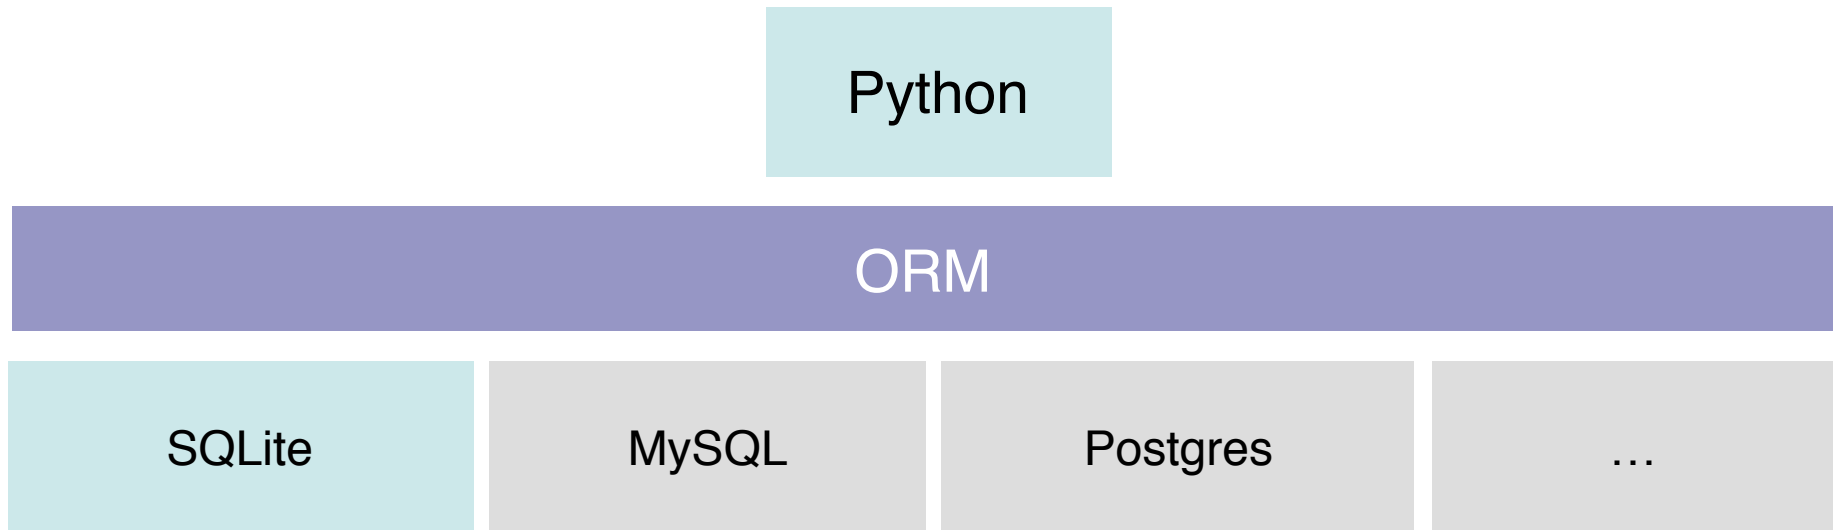 Python
ORM
SQLite
MySQL
Postgres
…